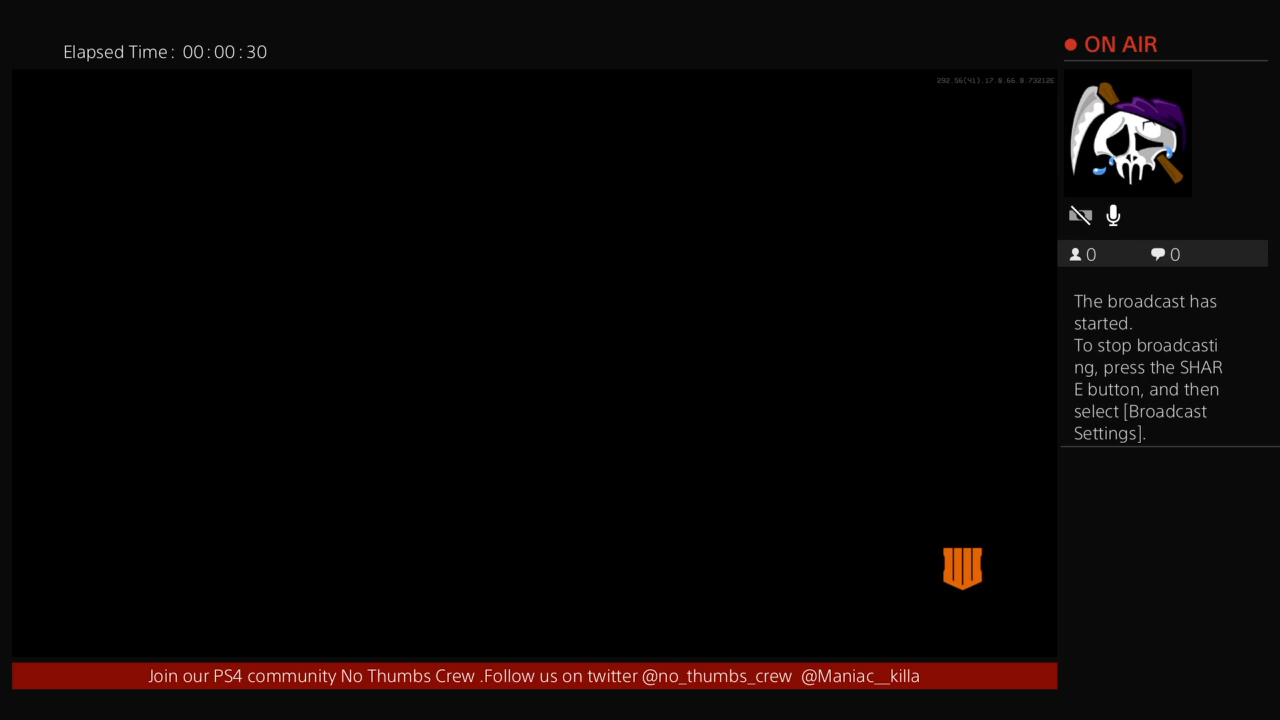 Elapsed Time: 00:00:30
ON AIR
0 0
The broadcast has
started.
To stop broadcasti
ng, press the SHAR
E button, and then
select [Broadcast
Settings].
Join our PS4 community No Thumbs Crew .Follow us on twitter @no_thumbs_crew  @Maniac__killa